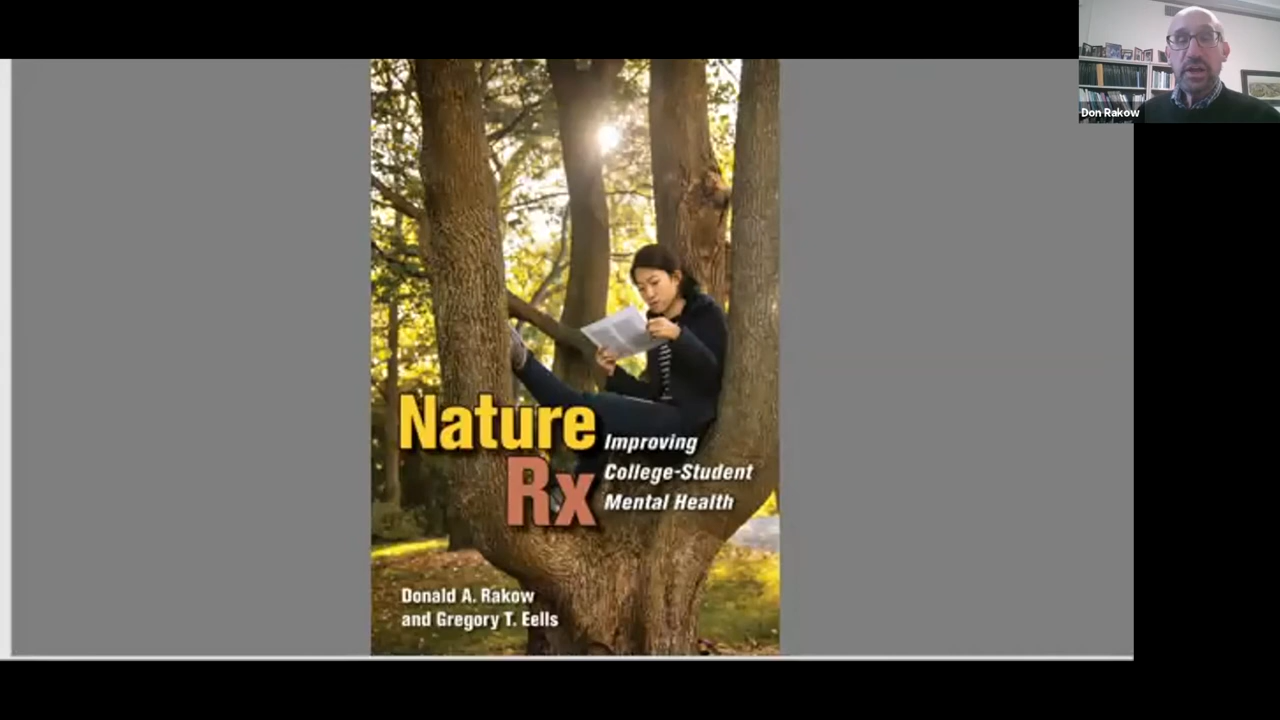 Don Rakow
Nature
Rx
Improving
College-Student
Mental Health
Donald A. Rakow
and Gregory T. Eells